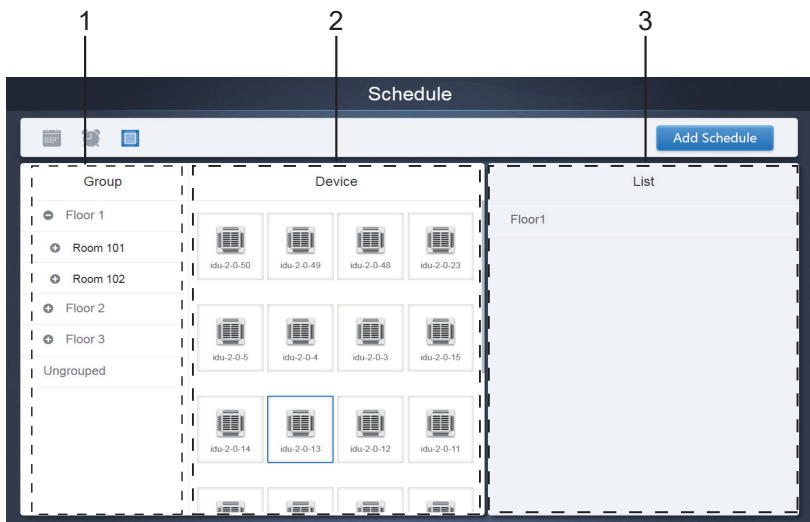 1 2 3
Schedule
Add Schedule
Group
Floor 1
Room 101
Room 102
Floor 2
Floor 3
Ungrouped
Device
idu-2-0-50 idu-2-0-49 idu-2-0-48 idu-2-0-23
idu-2-0-5 idu-2-0-4 idu-2-0-3 idu-2-0-15
idu-2-0-14 idu-2-0-13 idu-2-0-12 idu-2-0-11
List
Floor1